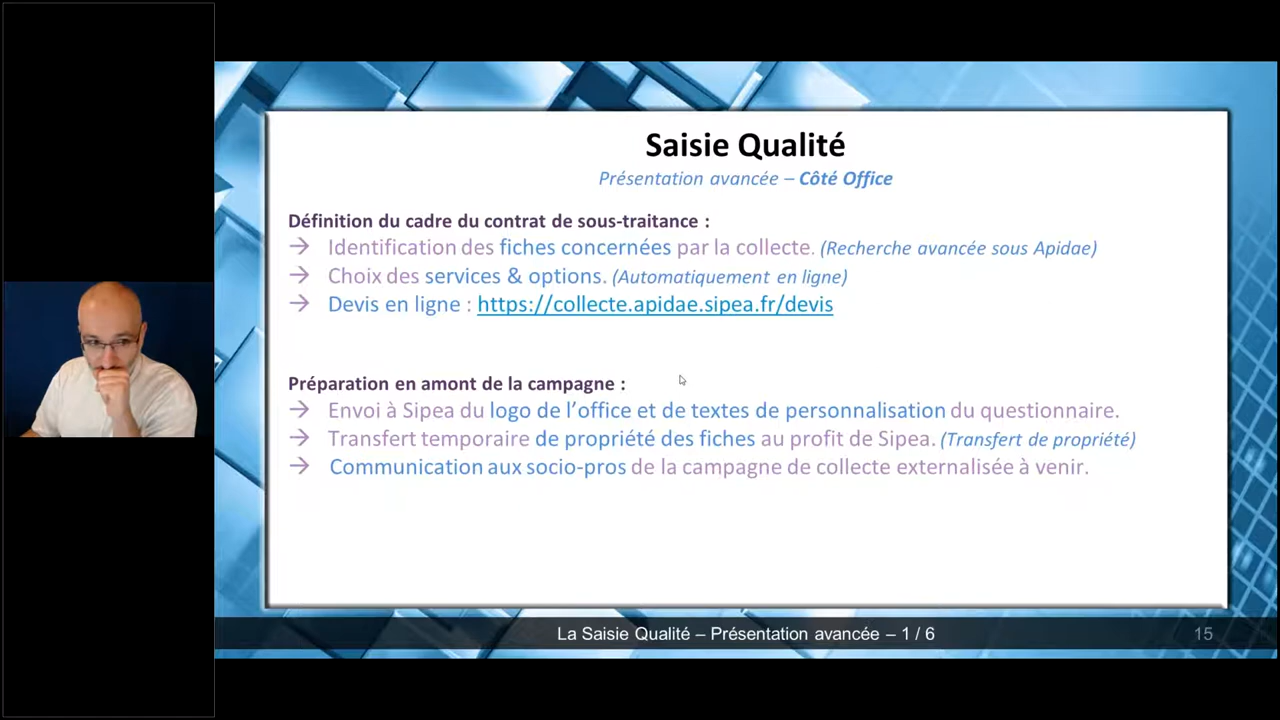 Saisie Qualité
Présentation avancée – Côté Office
Définition du cadre du contrat de sous-traitance :
→ Identification des fiches concernées par la collecte. (Recherche avancée sous Apidae)
→ Choix des services & options. (Automatiquement en ligne)
→ Devis en ligne : https://collecte.apidae.sipea.fr/devis
Préparation en amont de la campagne :
→ Envoi à Sipea du logo de l’office et de textes de personnalisation du questionnaire.
→ Transfert temporaire de propriété des fiches au profit de Sipea. (Transfert de propriété)
→ Communication aux socio-pros de la campagne de collecte externalisée à venir.
La Saisie Qualité – Présentation avancée – 1 / 6
15